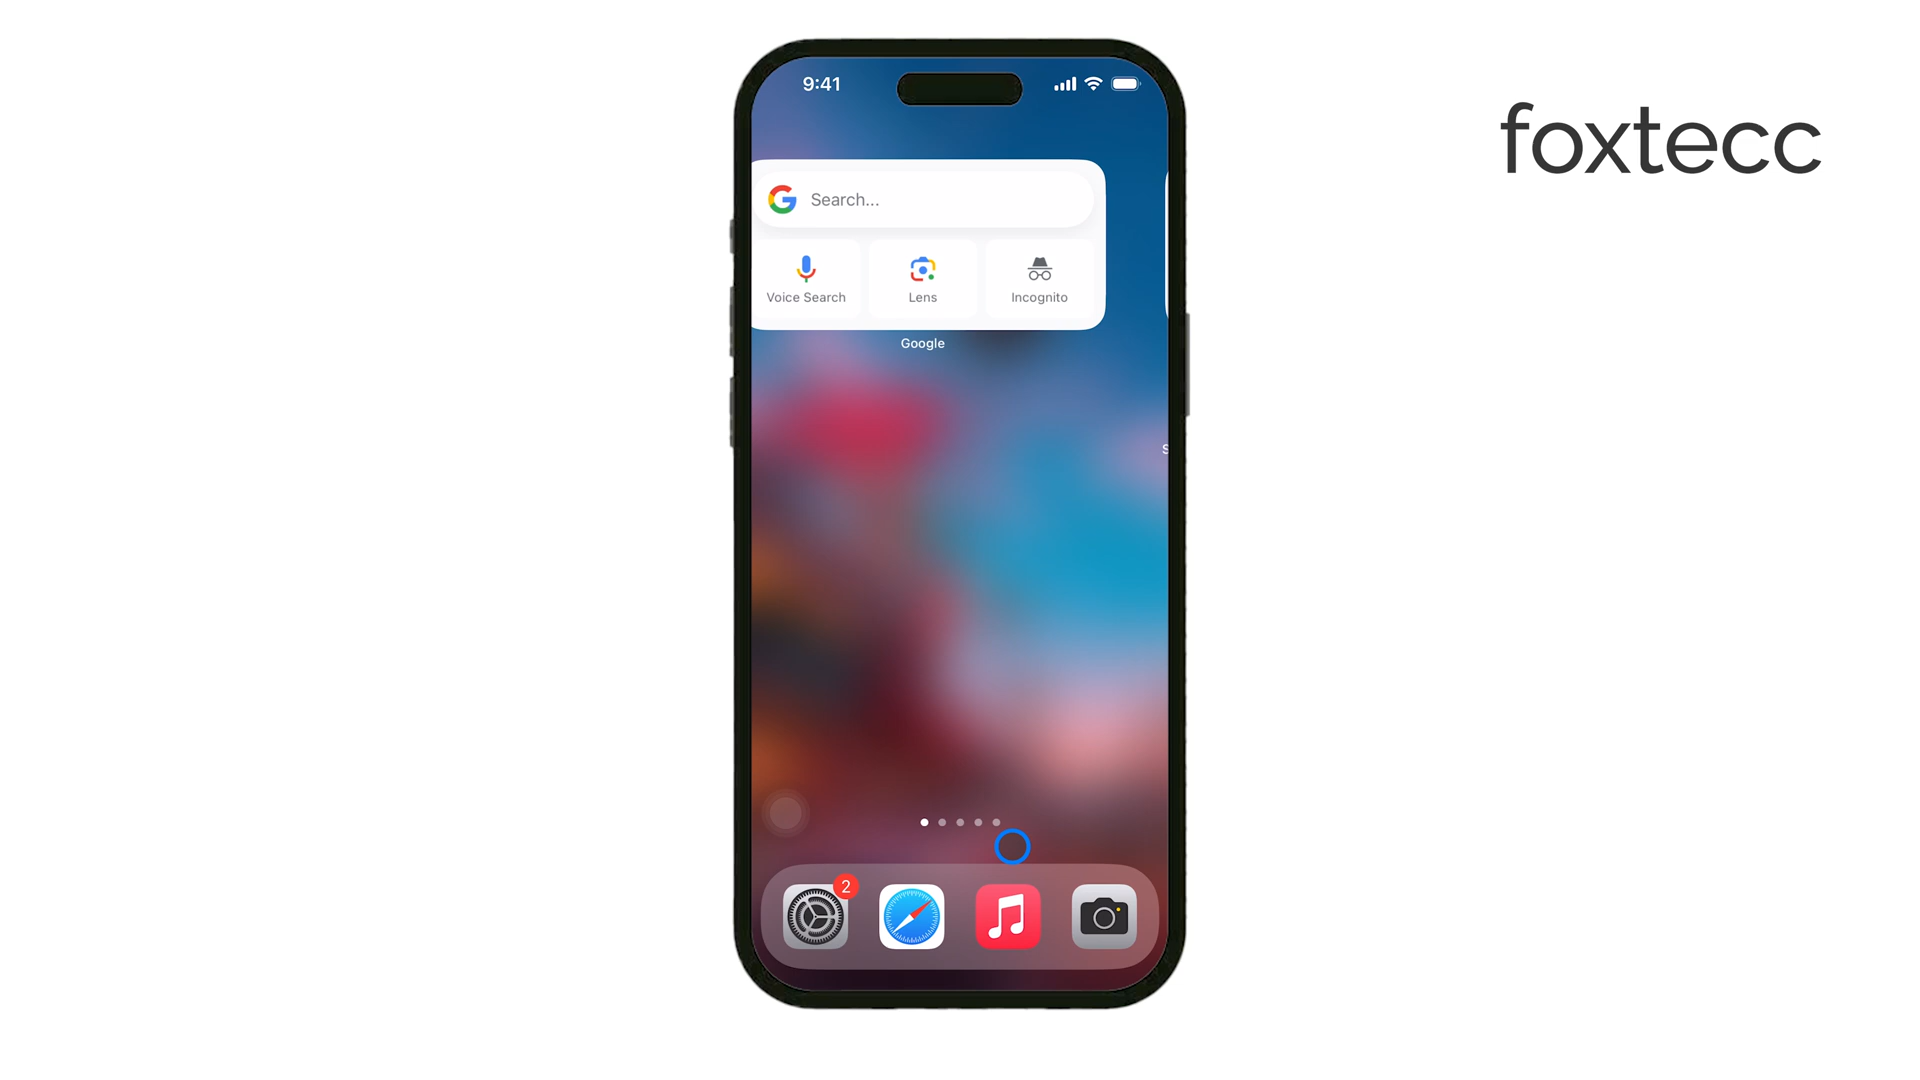 9:41
foxtecc
Search...
Voice Search
Lens
Incognito
Google
S
2